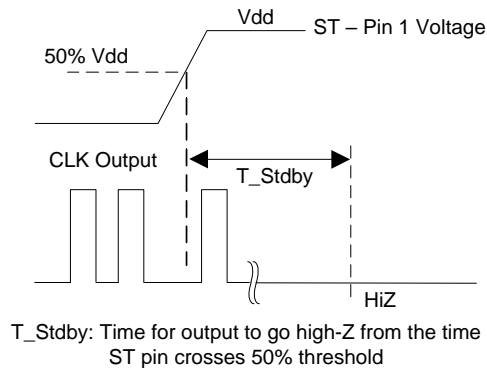 Vdd
ST – Pin 1 Voltage
50% Vdd
CLK Output
T_Stdby
HiZ
T_Stdby: Time for output to go high-Z from the time
ST pin crosses 50% threshold